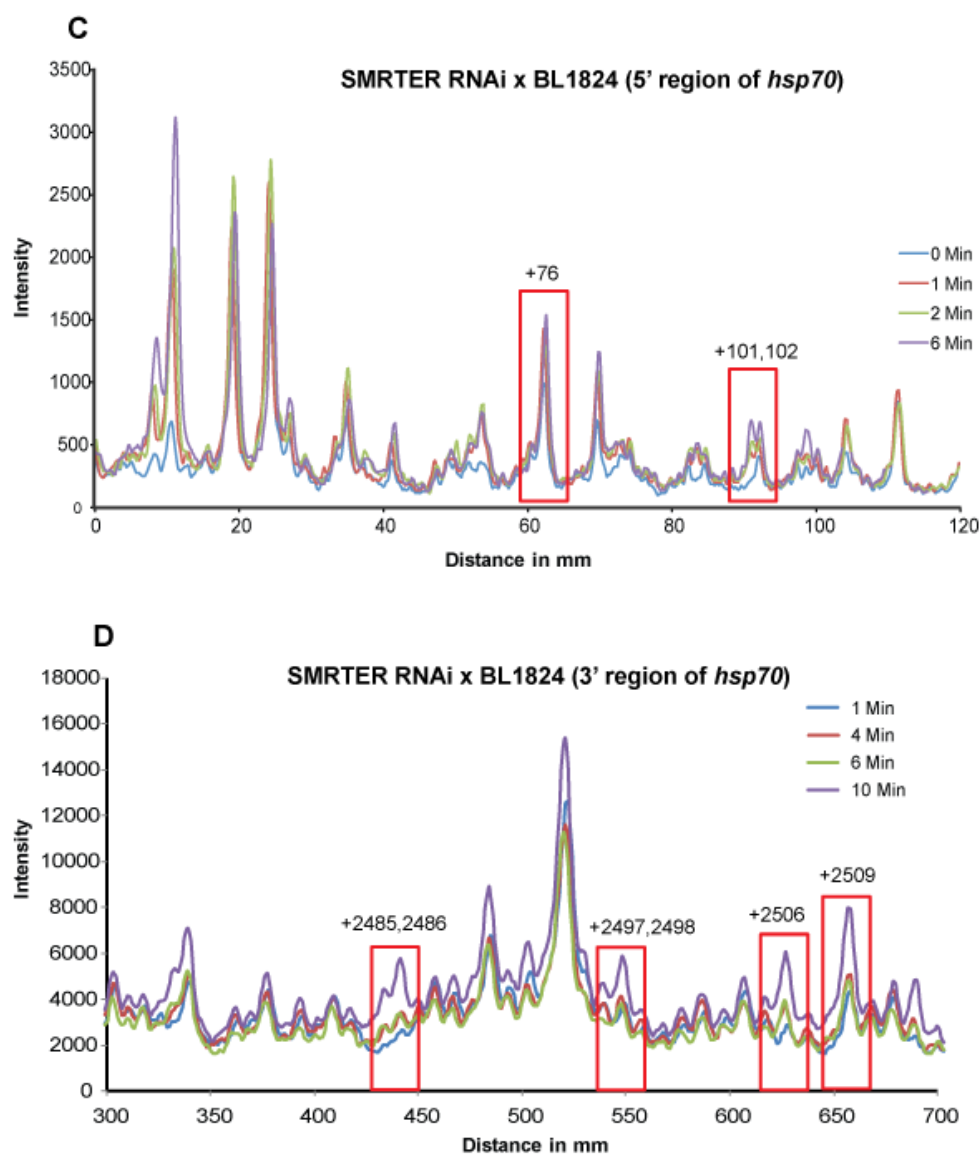 C
SMRTER RNAi x BL1824 (5' region of hsp70)
3500
3000
2500
2000
1500
1000
500
0
Intensity
+76
+101,102
0 Min
1 Min
2 Min
6 Min
0 20 40 60 80 100 120
Distance in mm
D
SMRTER RNAi x BL1824 (3' region of hsp70)
18000
16000
14000
12000
10000
8000
6000
4000
2000
0
Intensity
1 Min
4 Min
6 Min
10 Min
+2485,2486
+2497,2498
+2506
+2509
300 350 400 450 500 550 600 650 700
Distance in mm